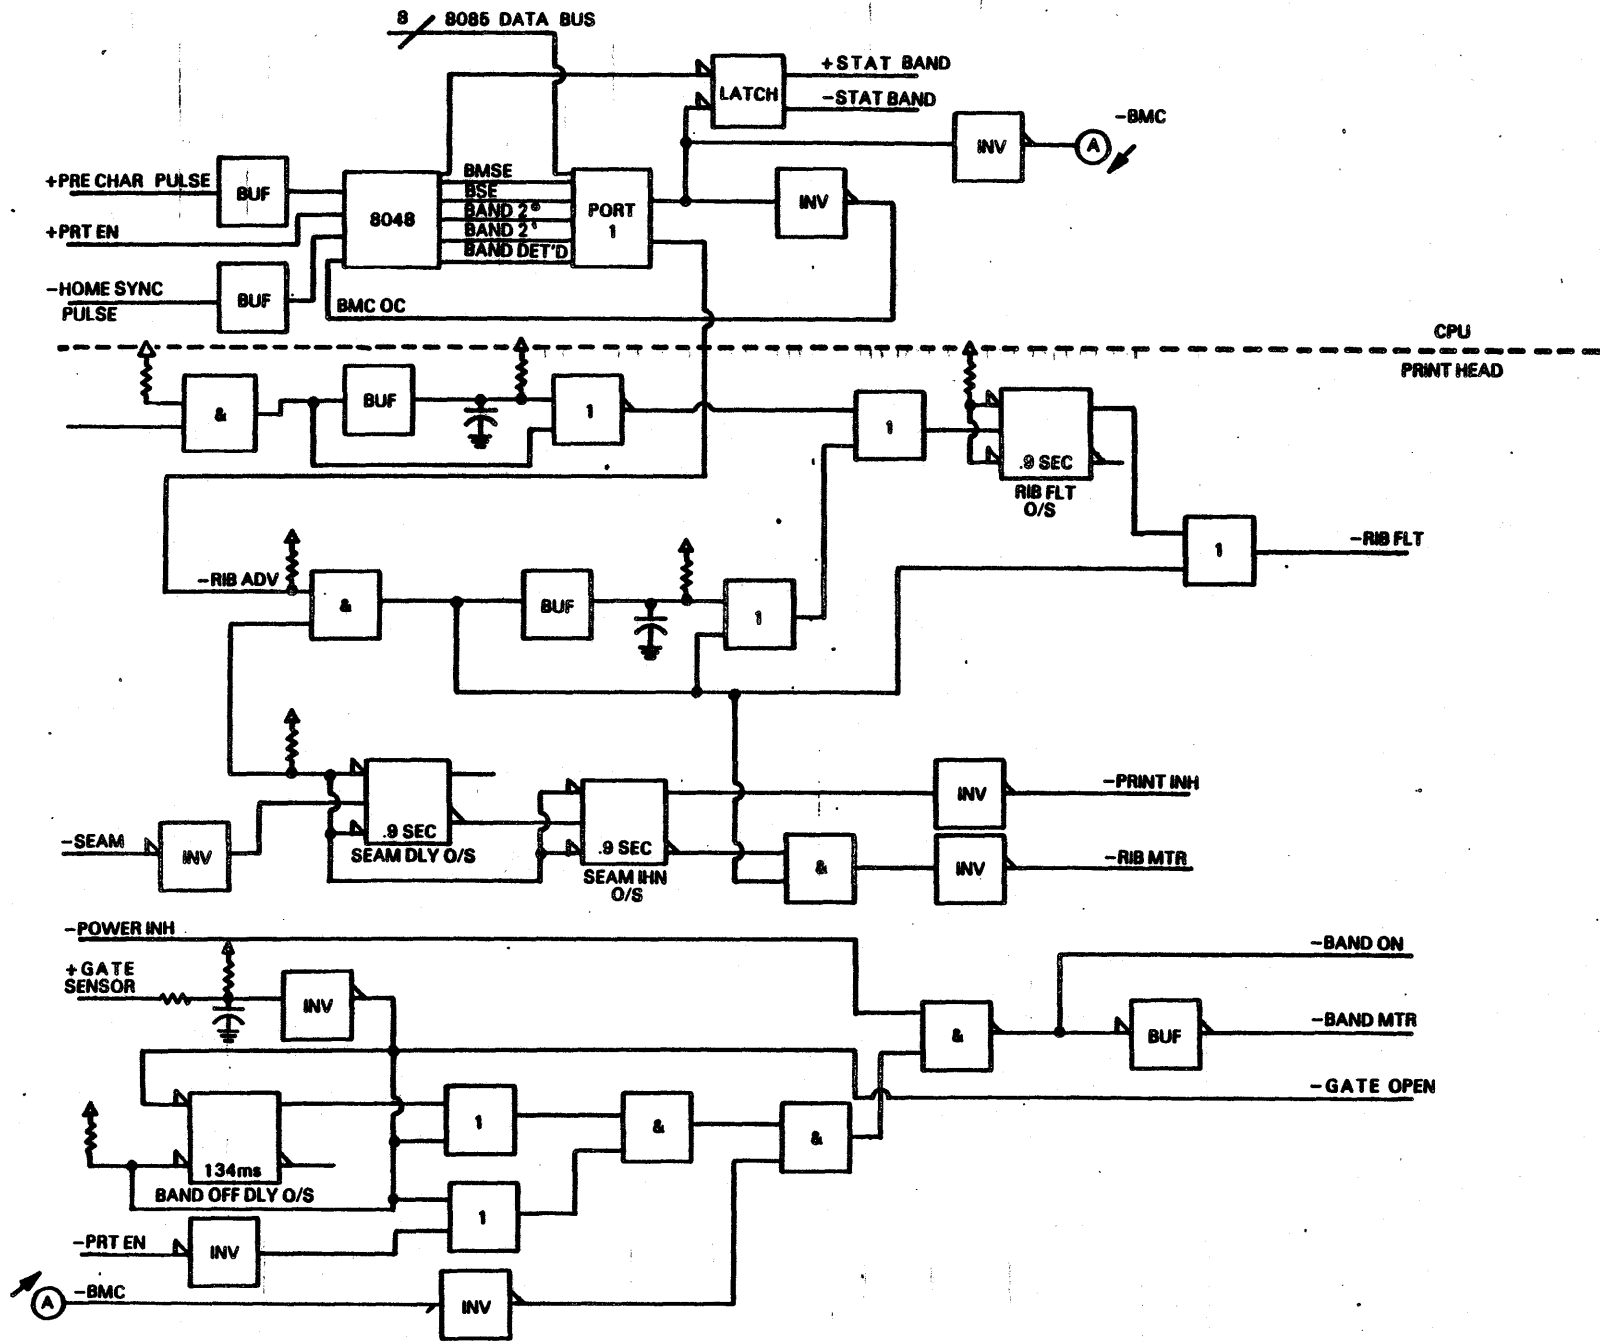 8 8085 DATA BUS
+STAT BAND
LATCH
-STAT BAND
-BMC
INV
A
BMSE
+PRE CHAR PULSE
BUF
BSE
PORT
1
INV
8048
BAND 2⁰
+PRT EN
BAND 2¹
BAND DET'D
-HOME SYNC
PULSE
BUF
BMC OC
CPU
PRINT HEAD
&
BUF
1
1
.9 SEC
RIB FLT
O/S
-RIB ADV
&
BUF
1
1
-RIB FLT
-SEAM
INV
.9 SEC
SEAM DLY O/S
.9 SEC
SEAM IHN
O/S
INV
-PRINT INH
&
INV
-RIB MTR
-POWER INH
+GATE
SENSOR
INV
-BAND ON
&
BUF
-BAND MTR
-GATE OPEN
134ms
BAND OFF DLY O/S
1
&
&
1
-PRT EN
INV
A
-BMC
INV